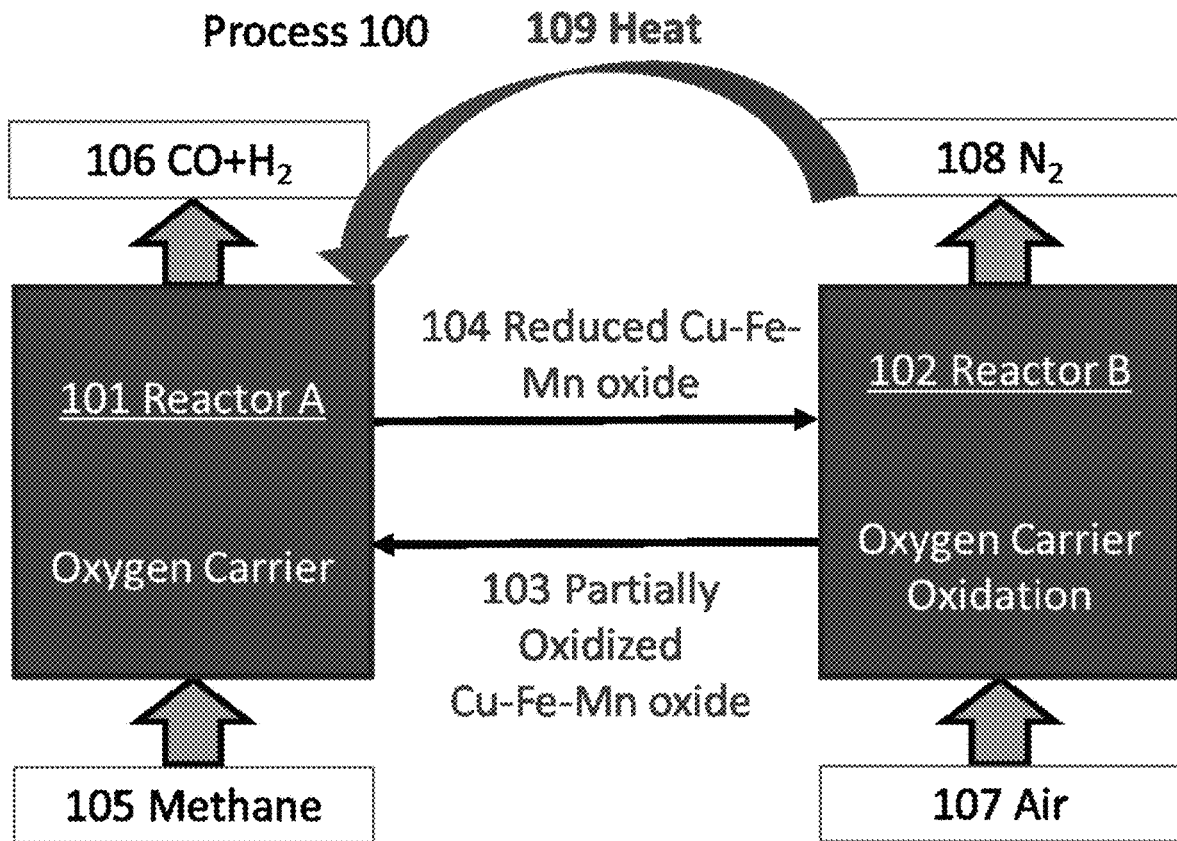 Process 100
109 Heat
106 CO+H₂
108 N₂
101 Reactor A
Oxygen Carrier
104 Reduced Cu-Fe-
Mn oxide
103 Partially
Oxidized
Cu-Fe-Mn oxide
102 Reactor B
Oxygen Carrier
Oxidation
105 Methane
107 Air